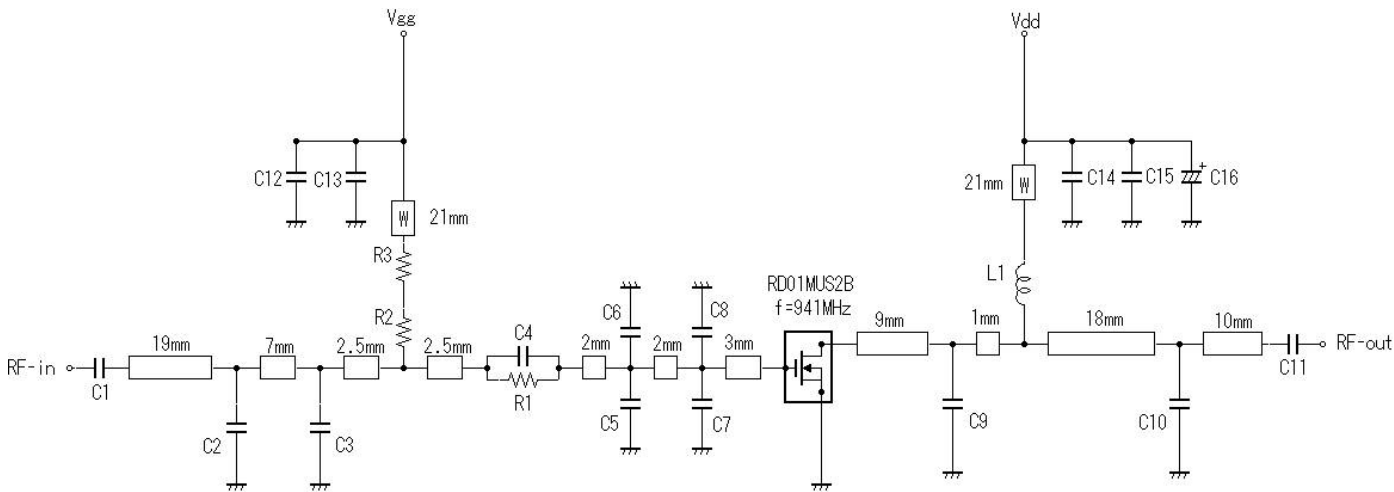 Vgg
Vdd
C12
C13
W
21mm
R3
R2
21mm
W
C14
C15
+
C16
L1
RD01MUS2B
f=941MHz
C6
C8
RF-in
C1
19mm
7mm
2.5mm
2.5mm
C4
R1
2mm
2mm
3mm
9mm
1mm
18mm
10mm
C11
RF-out
C2
C3
C5
C7
C9
C10